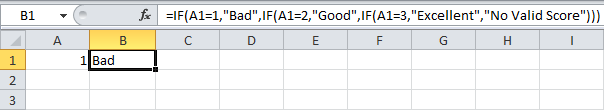 B1 fx =IF(A1=1,"Bad",IF(A1=2,"Good",IF(A1=3,"Excellent","No Valid Score")))
A B C D E F G H I
1 1 Bad
2
3